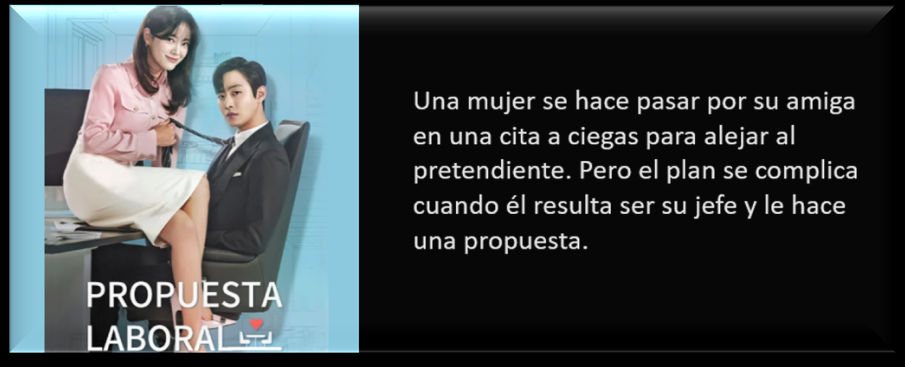 PROPUESTA
LABORAL
Una mujer se hace pasar por su amiga
en una cita a ciegas para alejar al
pretendiente. Pero el plan se complica
cuando él resulta ser su jefe y le hace
una propuesta.